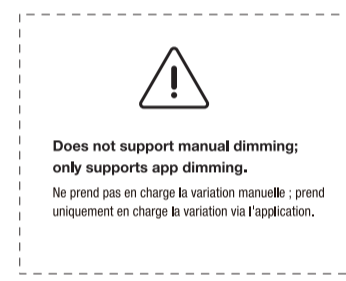 Does not support manual dimming;
only supports app dimming.
Ne prend pas en charge la variation manuelle ; prend
uniquement en charge la variation via l'application.